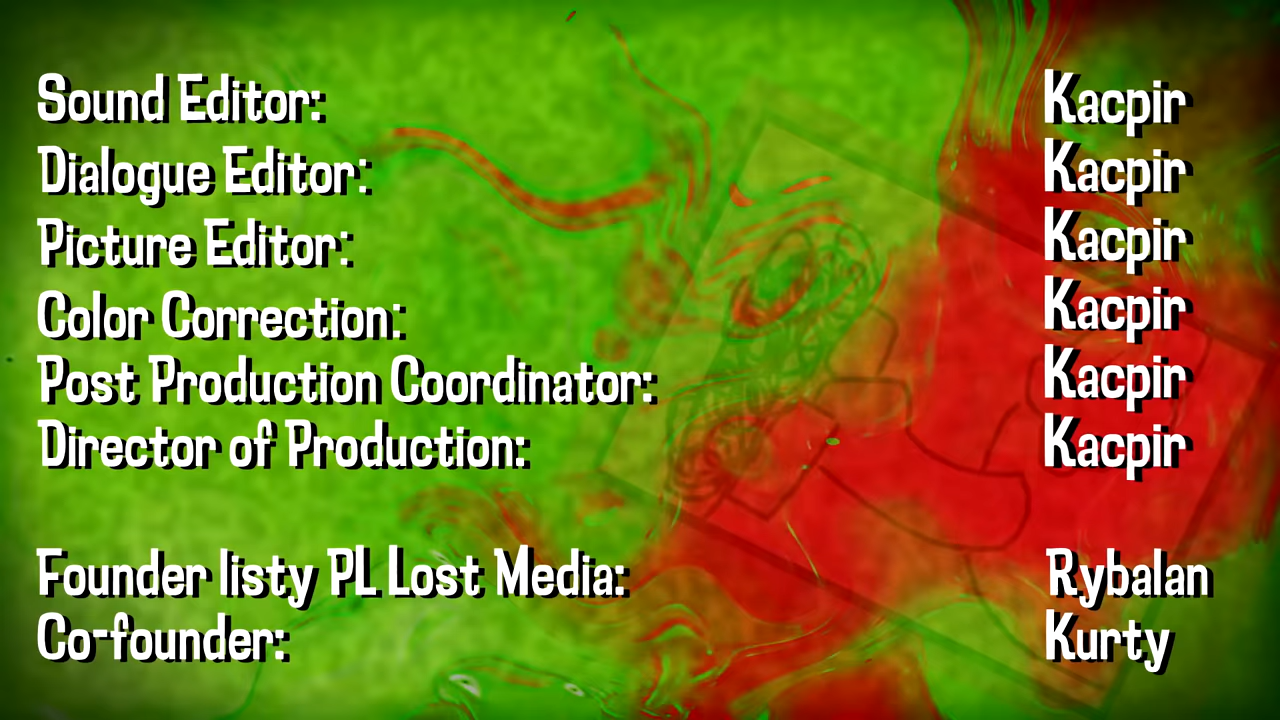 Sound Editor: Kacpir
Dialogue Editor: Kacpir
Picture Editor: Kacpir
Color Correction: Kacpir
Post Production Coordinator: Kacpir
Director of Production: Kacpir
Founder listy PL Lost Media: Rybalan
Co-founder: Kurty